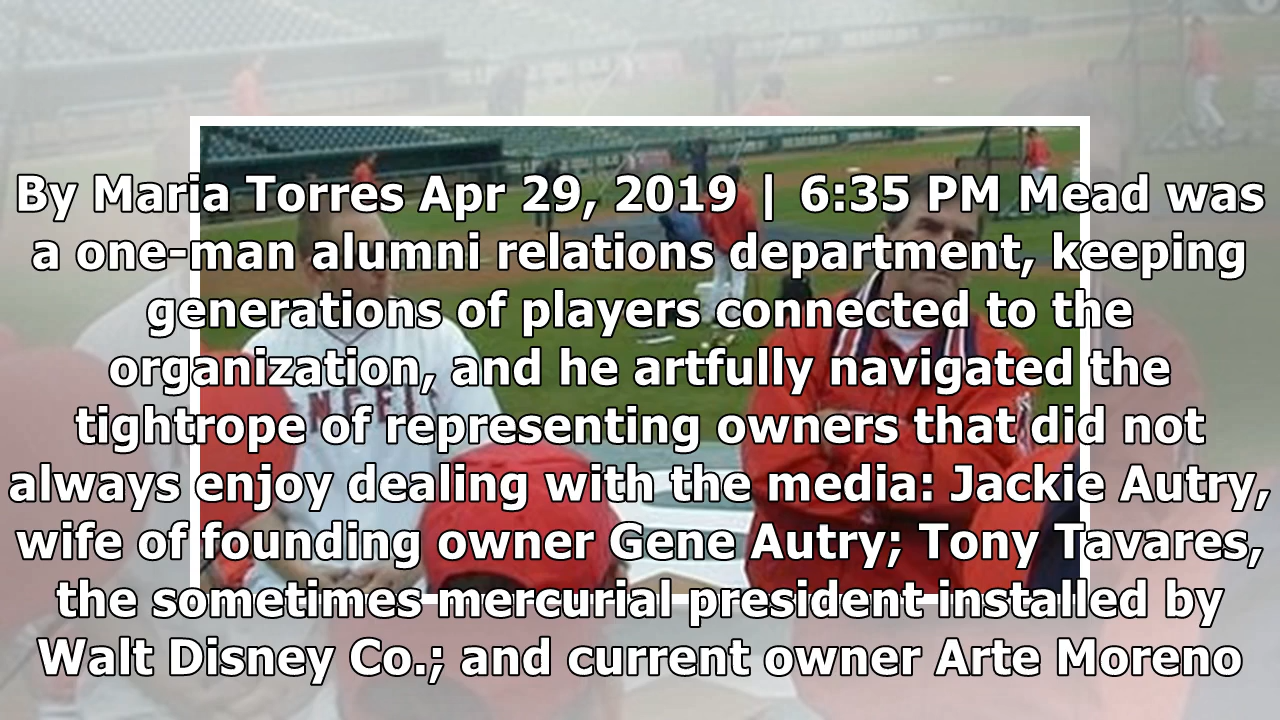 By Maria Torres Apr 29, 2019 | 6:35 PM Mead was
a one-man alumni relations department, keeping
generations of players connected to the
organization, and he artfully navigated the
tightrope of representing owners that did not
always enjoy dealing with the media: Jackie Autry,
wife of founding owner Gene Autry; Tony Tavares,
the sometimes mercurial president installed by
Walt Disney Co.; and current owner Arte Moreno